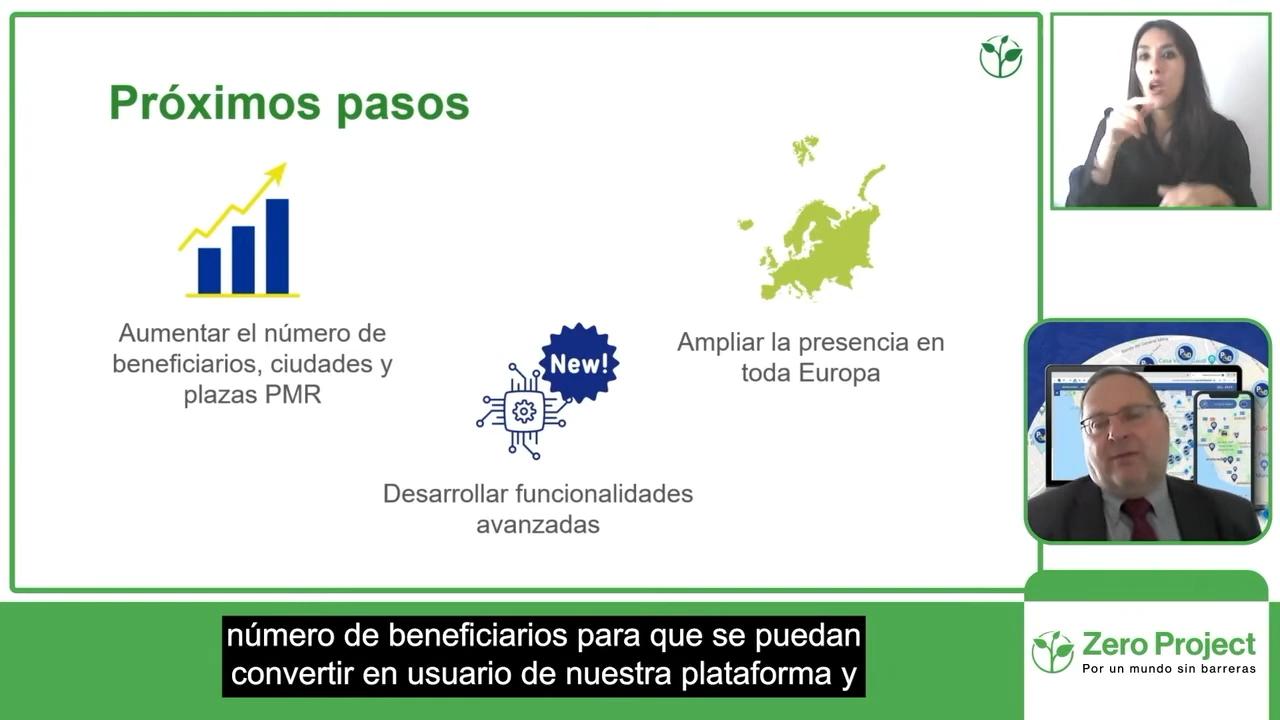 Próximos pasos
Aumentar el número de
beneficiarios, ciudades y
plazas PMR
New!
Desarrollar funcionalidades
avanzadas
Ampliar la presencia en
toda Europa
número de beneficiarios para que se puedan
convertir en usuario de nuestra plataforma y
Zero Project
Por un mundo sin barreras